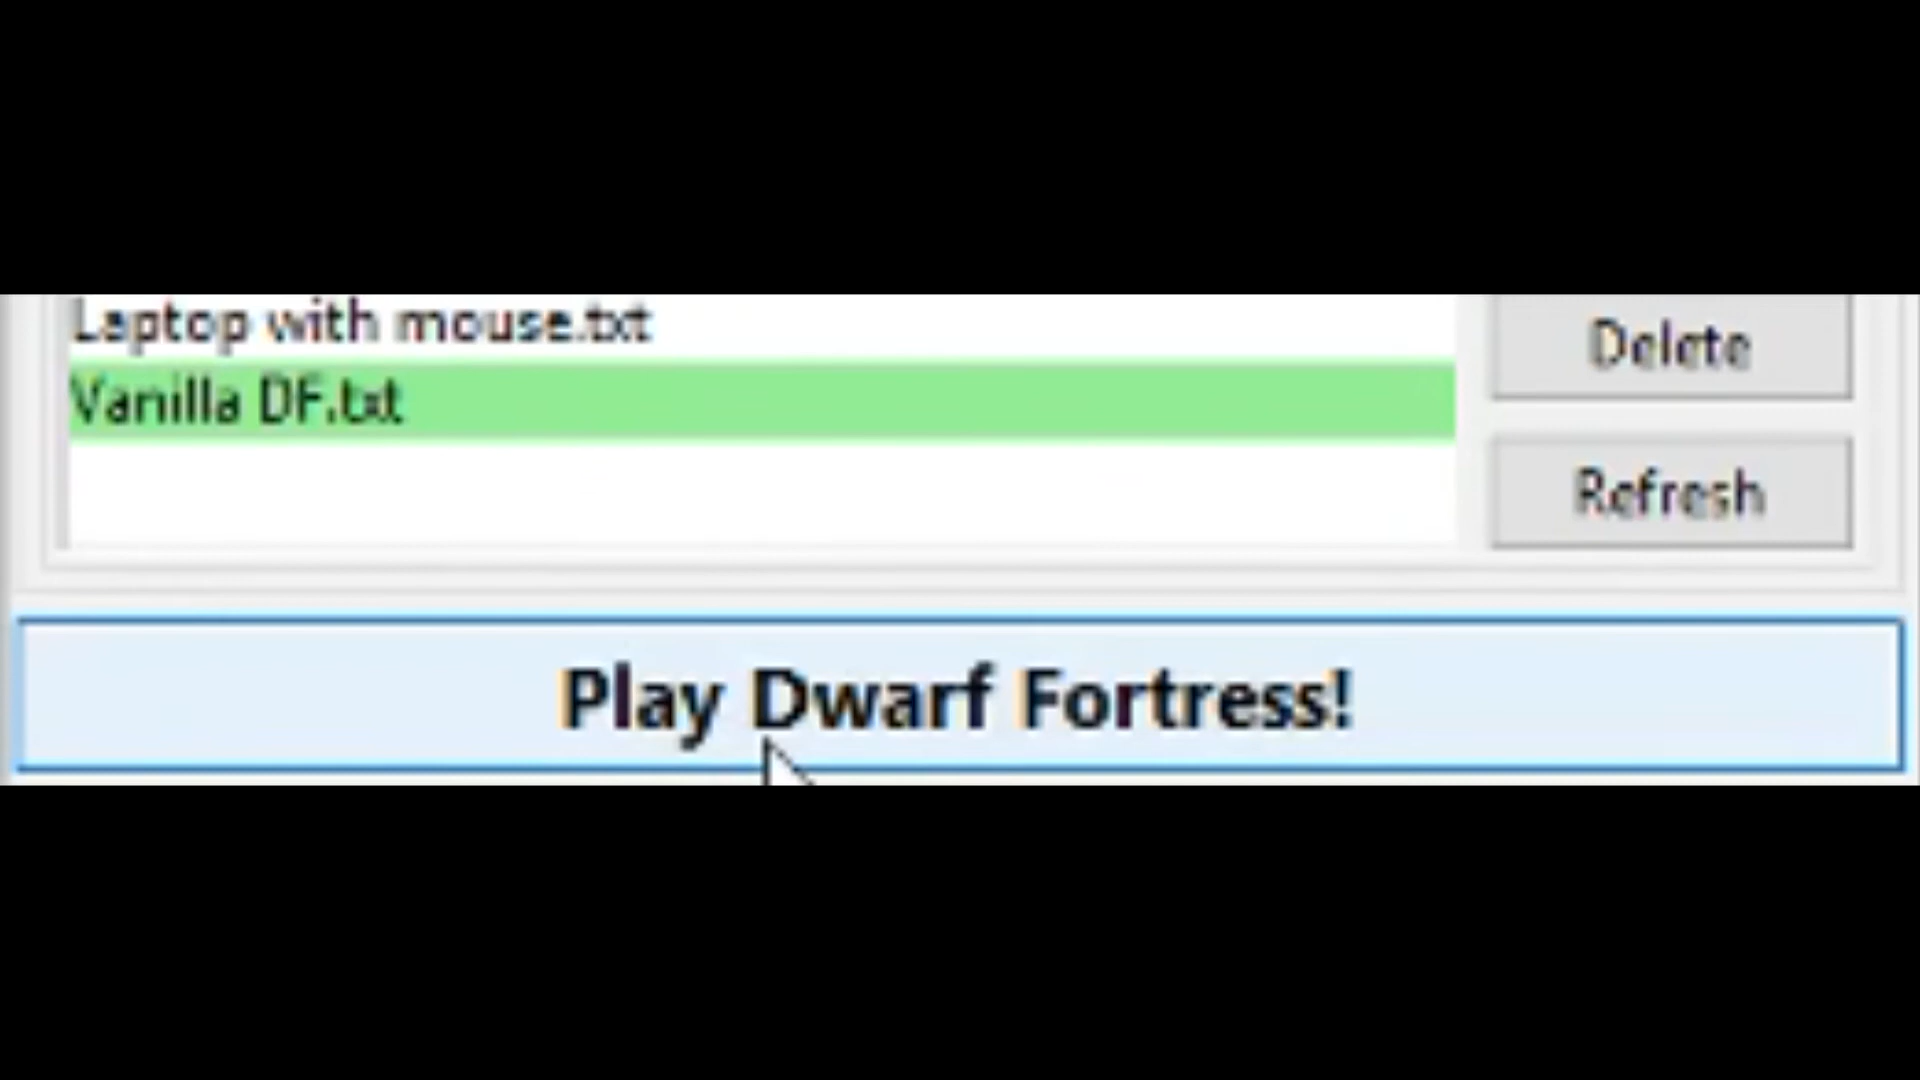 Laptop with mouse.txt
Delete
Vanilla DF.txt
Refresh
Play Dwarf Fortress!